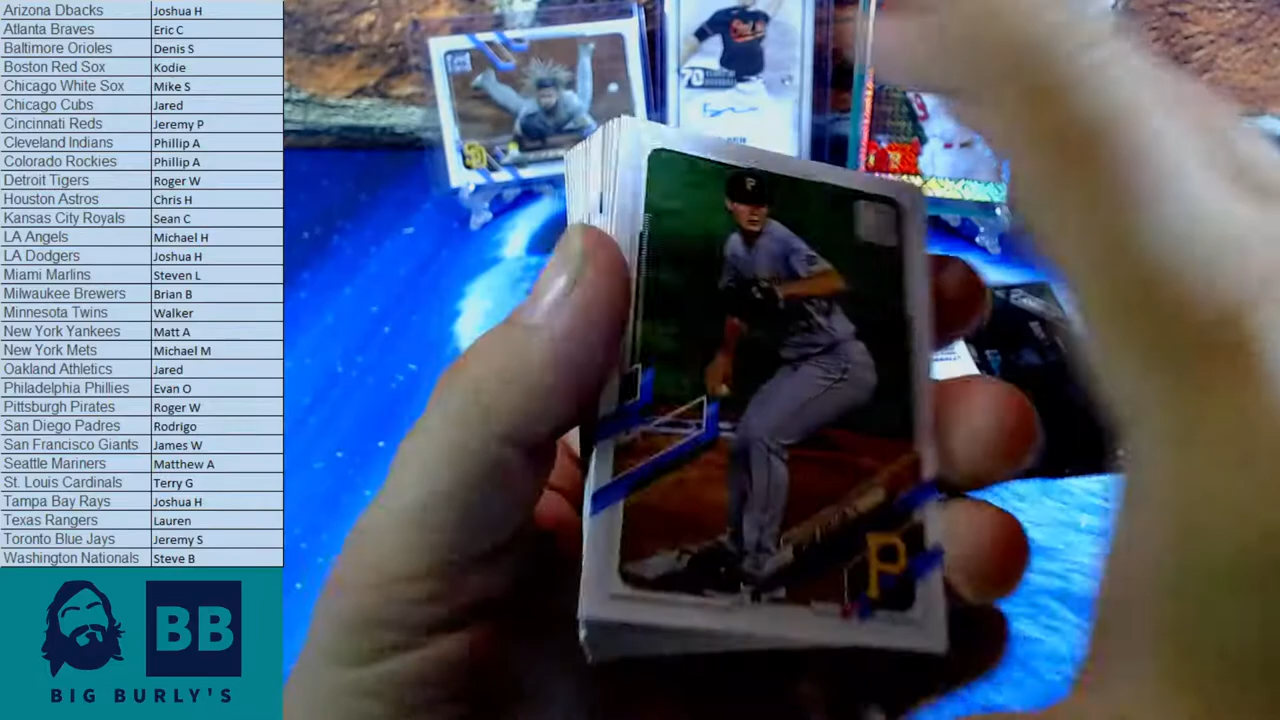 Arizona Dbacks Joshua H
Atlanta Braves Eric C
Baltimore Orioles Denis S
Boston Red Sox Kodie
Chicago White Sox Mike S
Chicago Cubs Jared
Cincinnati Reds Jeremy P
Cleveland Indians Phillip A
Colorado Rockies Phillip A
Detroit Tigers Roger W
Houston Astros Chris H
Kansas City Royals Sean C
LA Angels Michael H
LA Dodgers Joshua H
Miami Marlins Steven L
Milwaukee Brewers Brian B
Minnesota Twins Walker
New York Yankees Matt A
New York Mets Michael M
Oakland Athletics Jared
Philadelphia Phillies Evan O
Pittsburgh Pirates Roger W
San Diego Padres Rodrigo
San Francisco Giants James W
Seattle Mariners Matthew A
St. Louis Cardinals Terry G
Tampa Bay Rays Joshua H
Texas Rangers Lauren
Toronto Blue Jays Jeremy S
Washington Nationals Steve B
BB
BIG BURLY'S
70
P
P